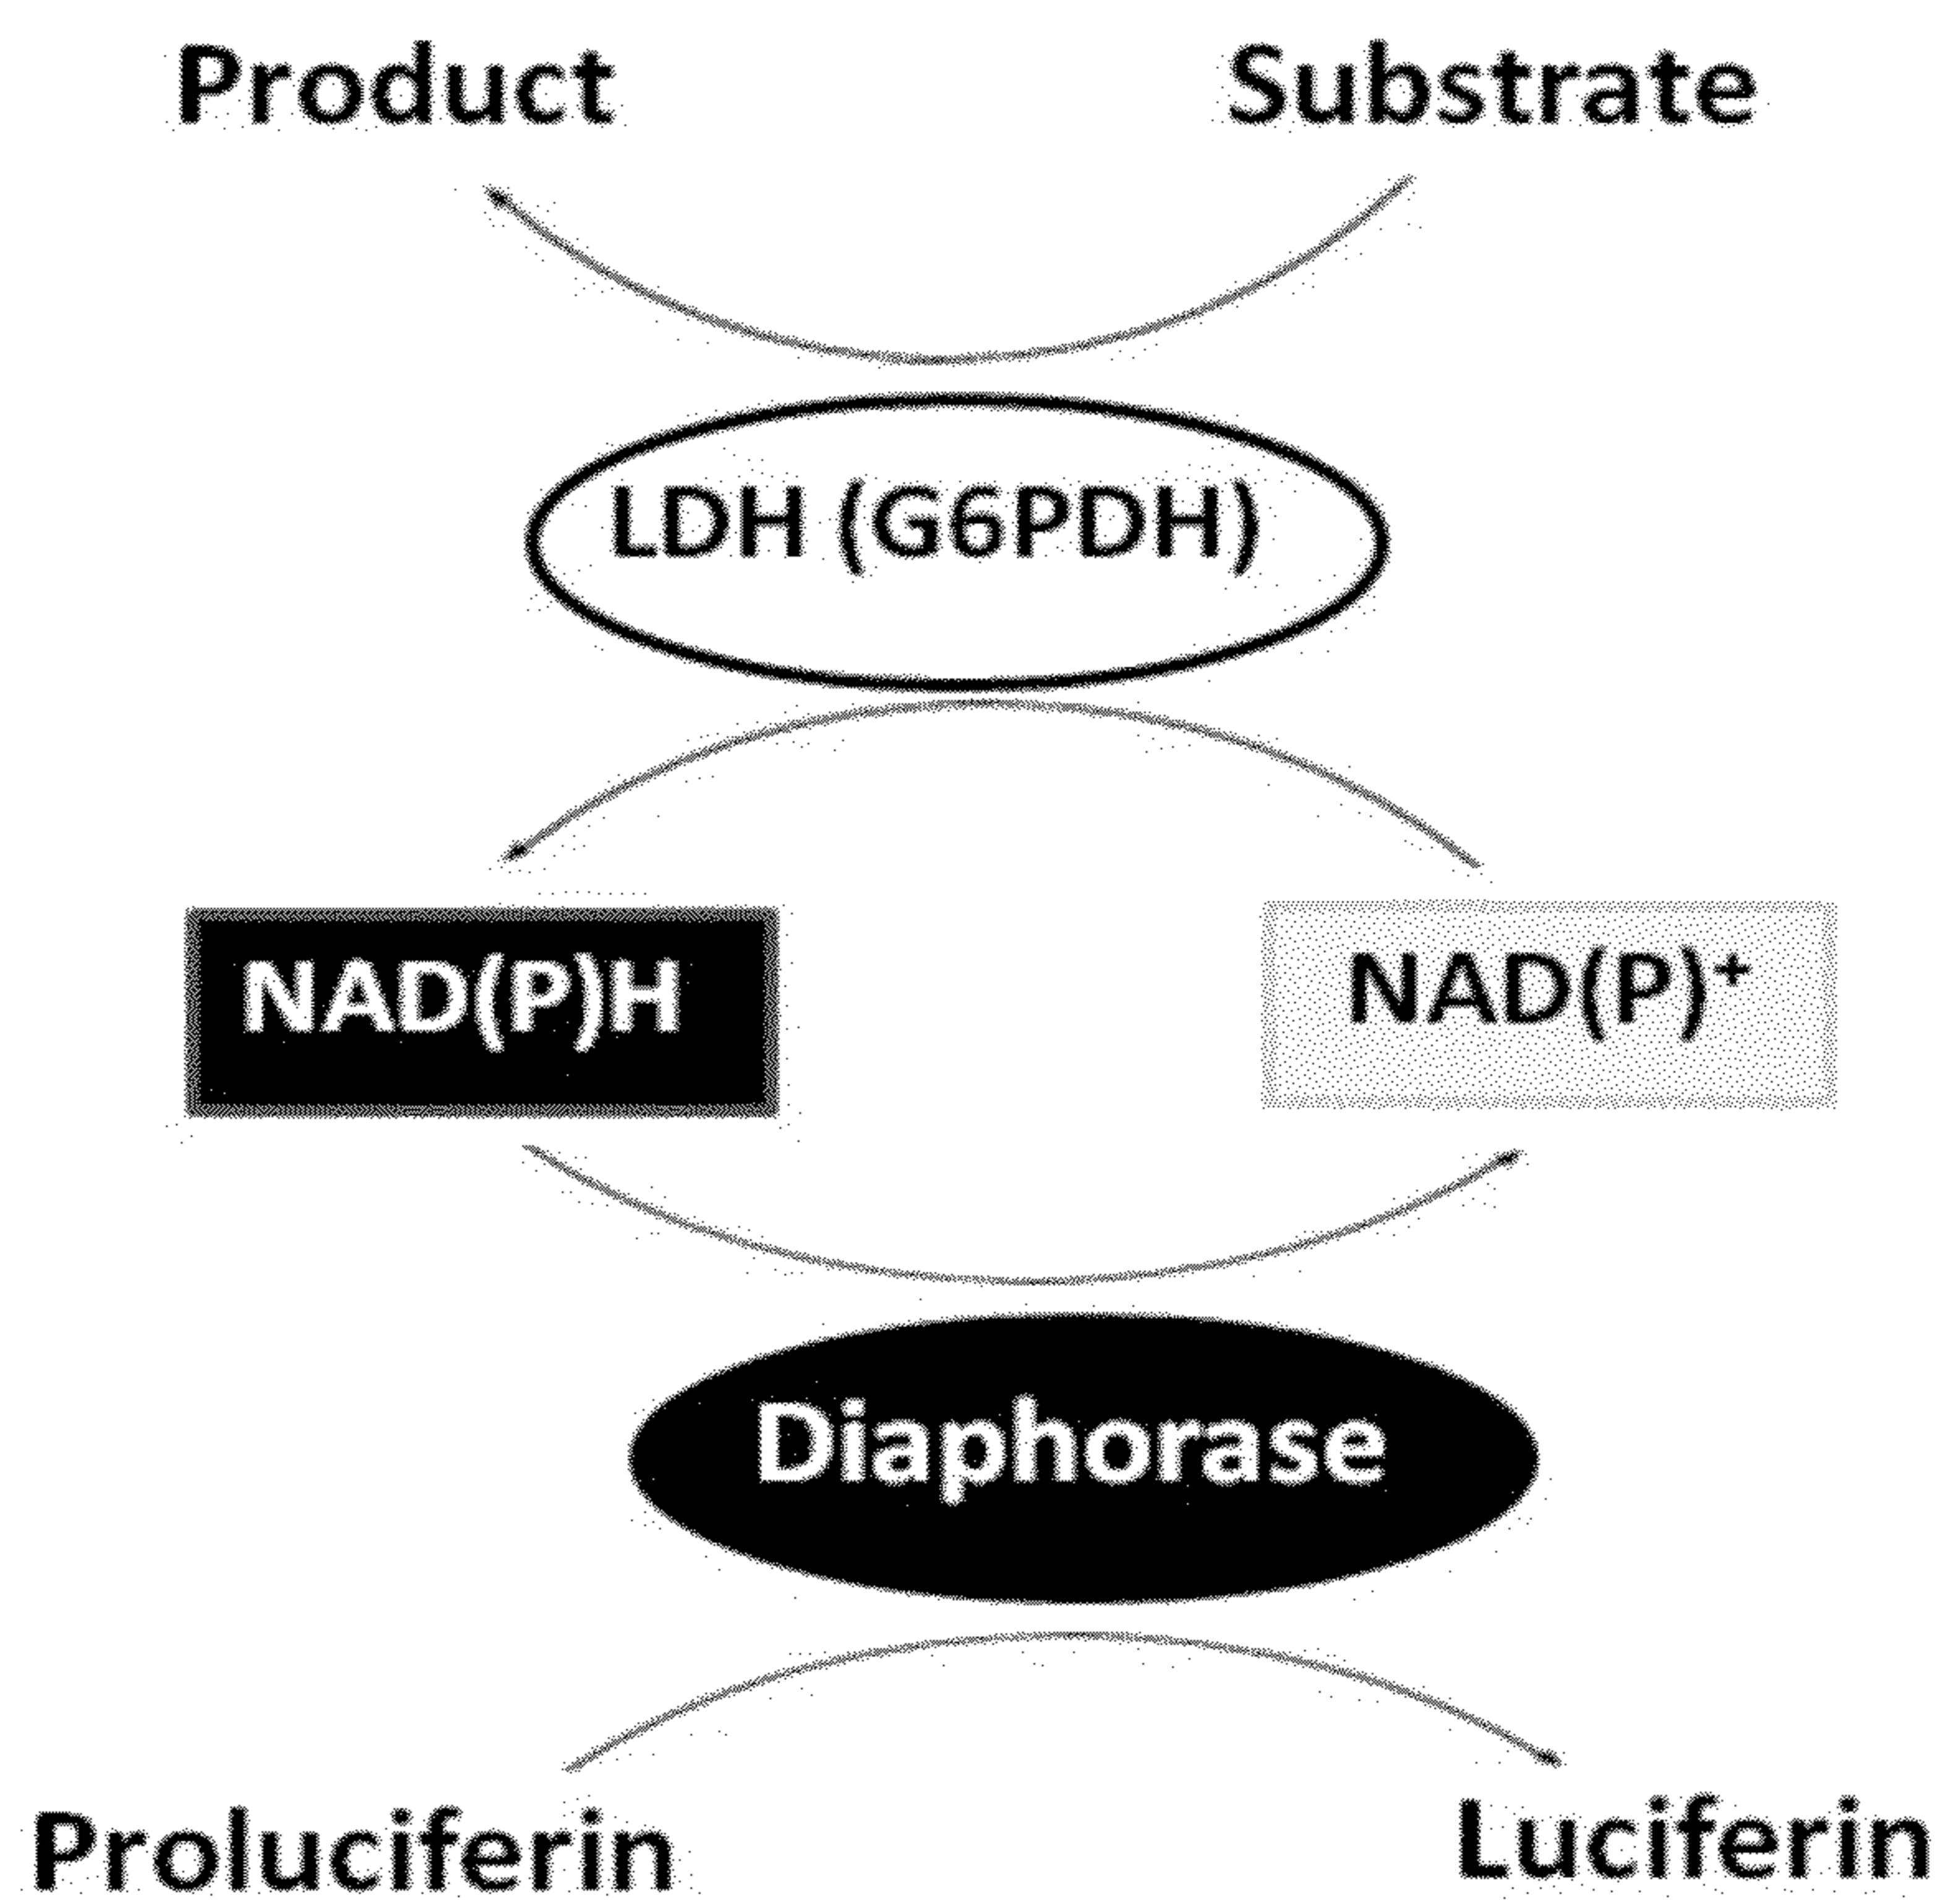 Product
Substrate
LDH (G6PDH)
NAD(P)H
NAD(P)⁺
Diaphorase
Proluciferin
Luciferin